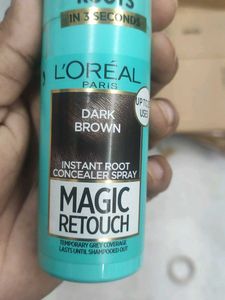 ROOTS
IN 3 SECONDS
L'ORÉAL
PARIS
DARK
BROWN
UP TO
USES
INSTANT ROOT
CONCEALER SPRAY
MAGIC
RETOUCH
TEMPORARY GREY COVERAGE
LASTS UNTIL SHAMPOOED OUT